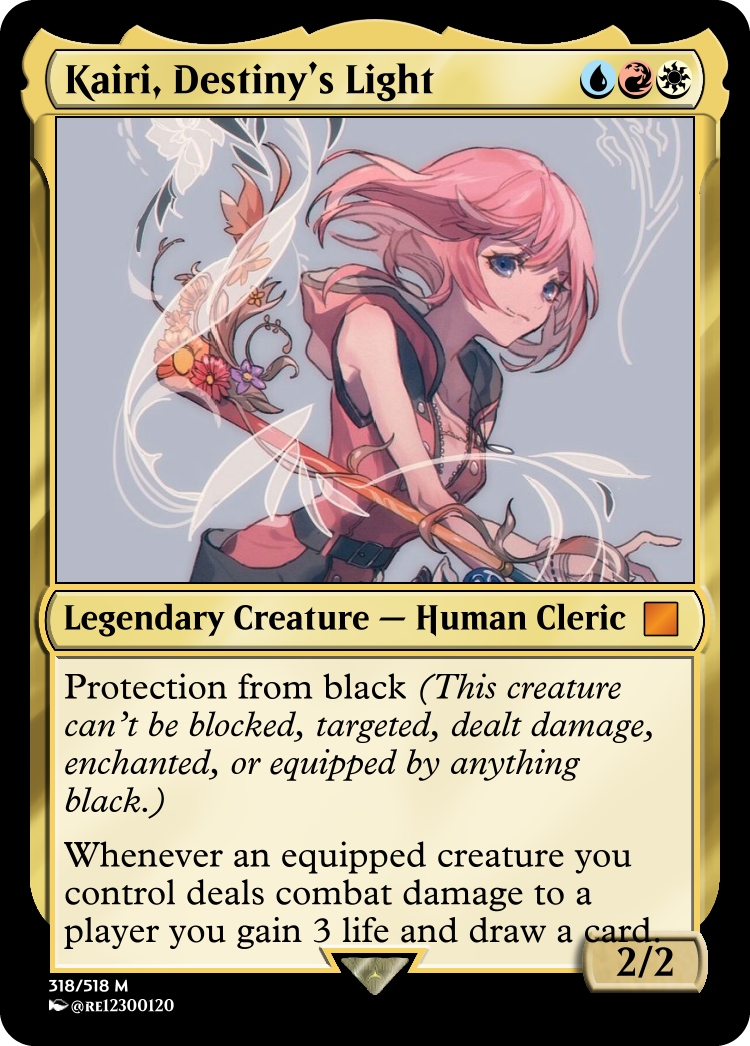 Kairi, Destiny's Light
Legendary Creature — Human Cleric
Protection from black (This creature
can't be blocked, targeted, dealt damage,
enchanted, or equipped by anything
black.)
Whenever an equipped creature you
control deals combat damage to a
player you gain 3 life and draw a card.
2/2
318/518 M
@RE12300120